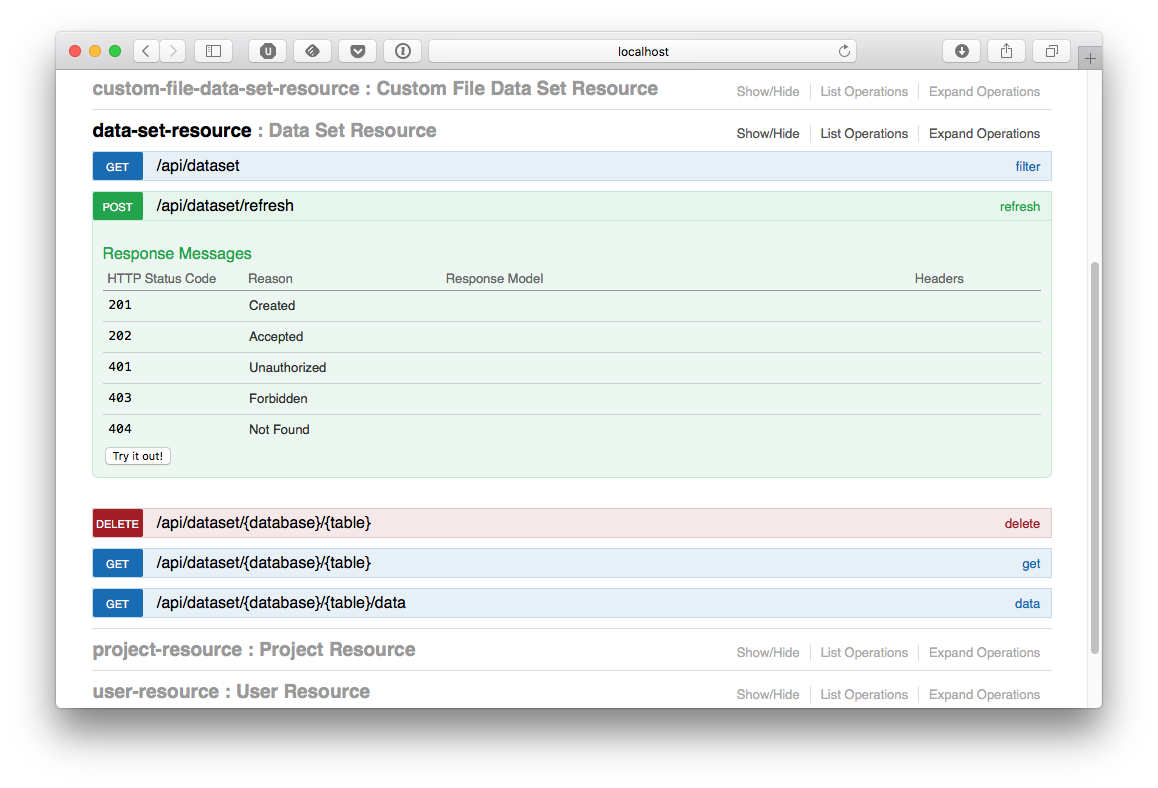 localhost
custom-file-data-set-resource : Custom File Data Set Resource Show/Hide List Operations Expand Operations
data-set-resource : Data Set Resource Show/Hide List Operations Expand Operations
GET /api/dataset filter
POST /api/dataset/refresh refresh
Response Messages
HTTP Status Code Reason Response Model Headers
201 Created
202 Accepted
401 Unauthorized
403 Forbidden
404 Not Found
Try it out!
DELETE /api/dataset/{database}/{table} delete
GET /api/dataset/{database}/{table} get
GET /api/dataset/{database}/{table}/data data
project-resource : Project Resource Show/Hide List Operations Expand Operations
user-resource : User Resource Show/Hide List Operations Expand Operations